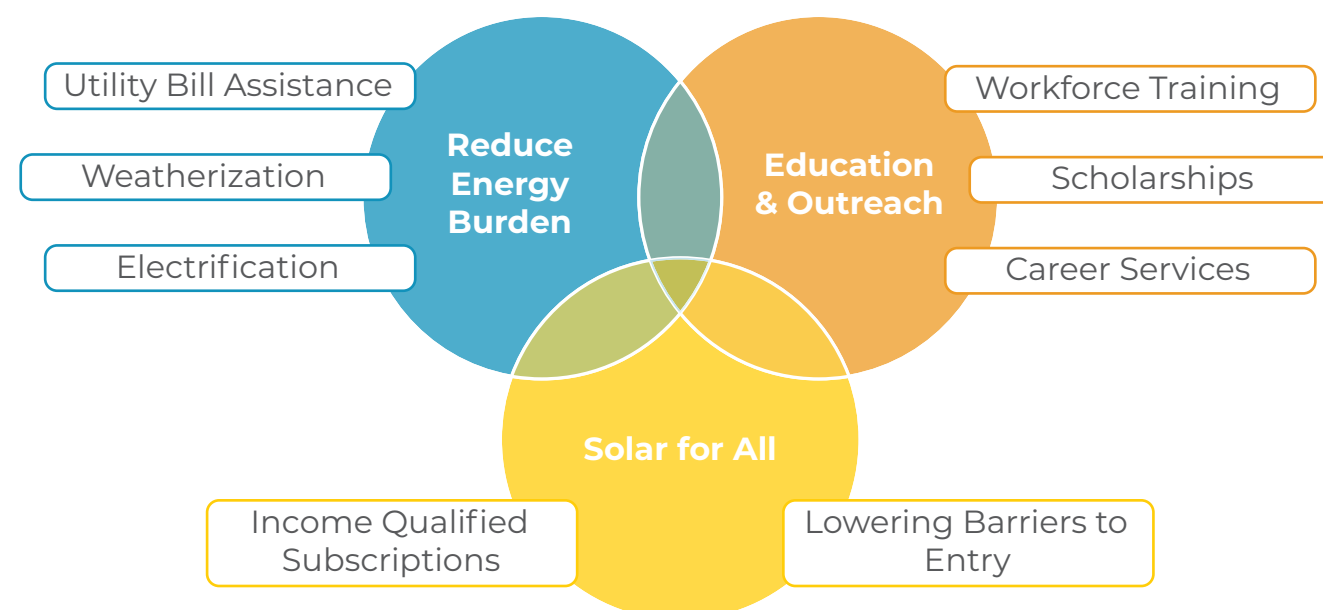 Utility Bill Assistance
Weatherization
Electrification
Reduce
Energy
Burden
Education
& Outreach
Workforce Training
Scholarships
Career Services
Solar for All
Income Qualified
Subscriptions
Lowering Barriers to
Entry